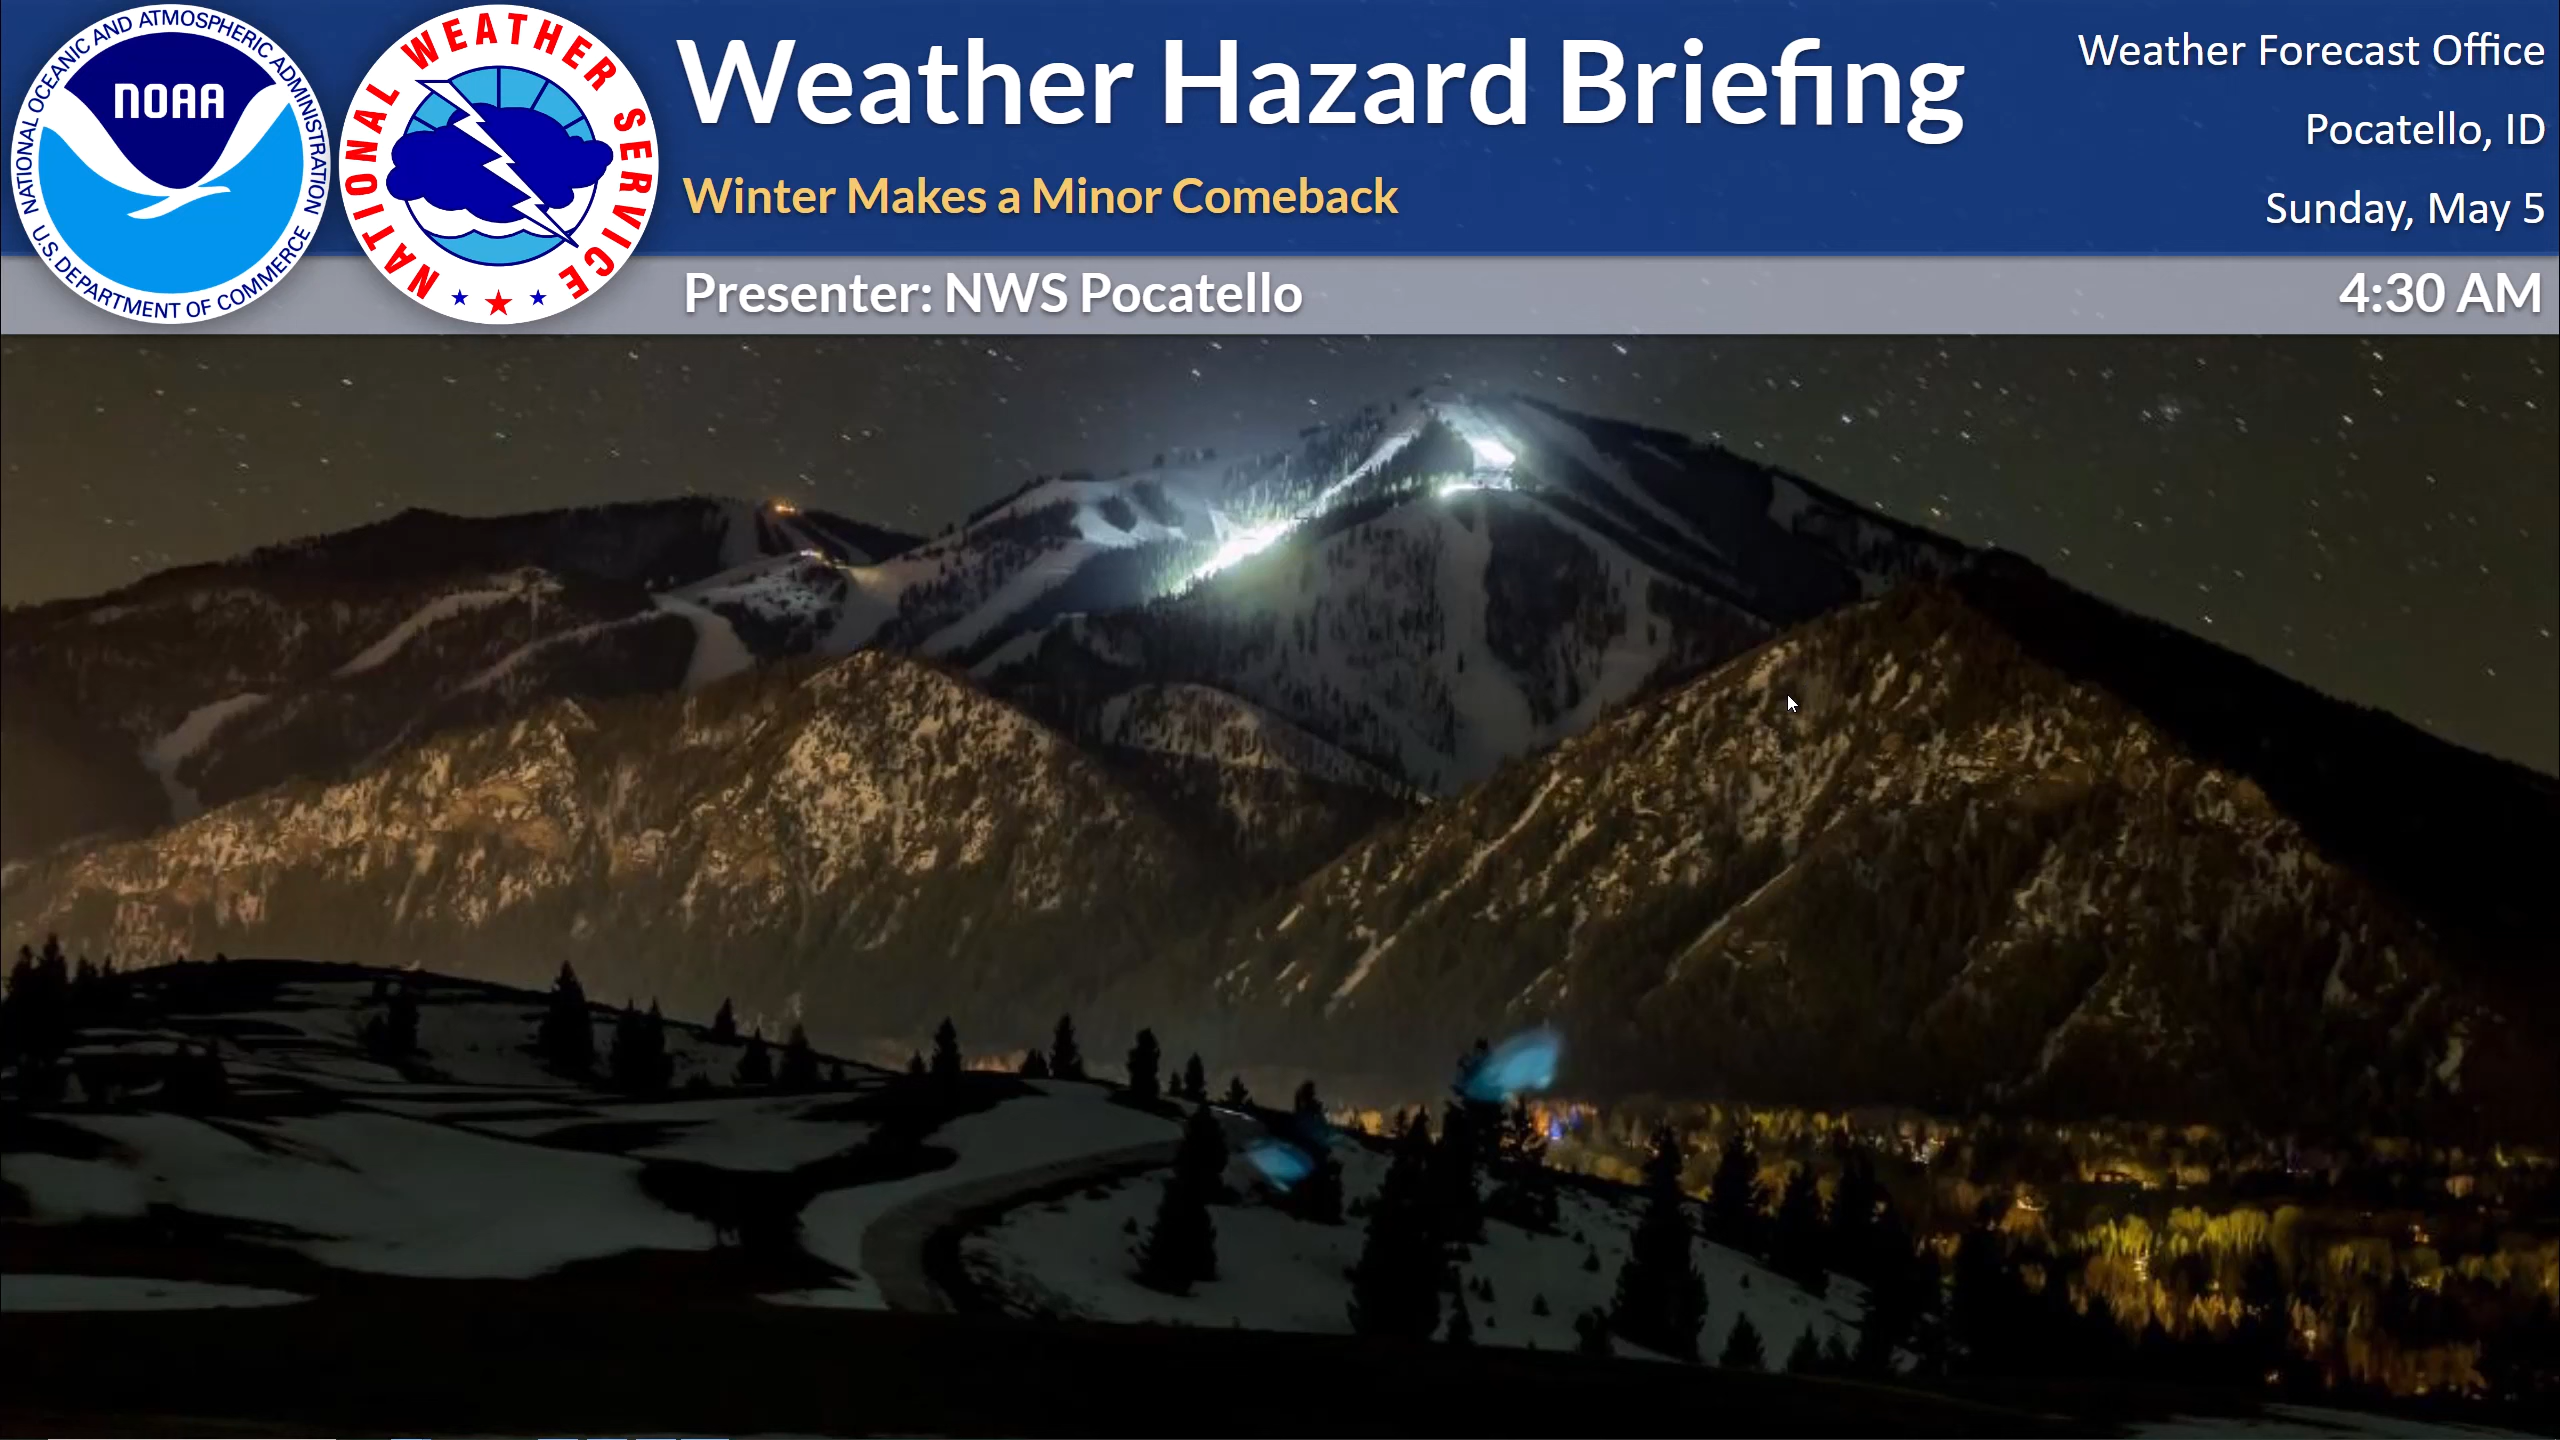 NATIONAL OCEANIC AND ATMOSPHERIC ADMINISTRATION
U.S. DEPARTMENT OF COMMERCE
NOAA
NATIONAL WEATHER SERVICE
Weather Hazard Briefing
Winter Makes a Minor Comeback
Weather Forecast Office
Pocatello, ID
Sunday, May 5
Presenter: NWS Pocatello
4:30 AM